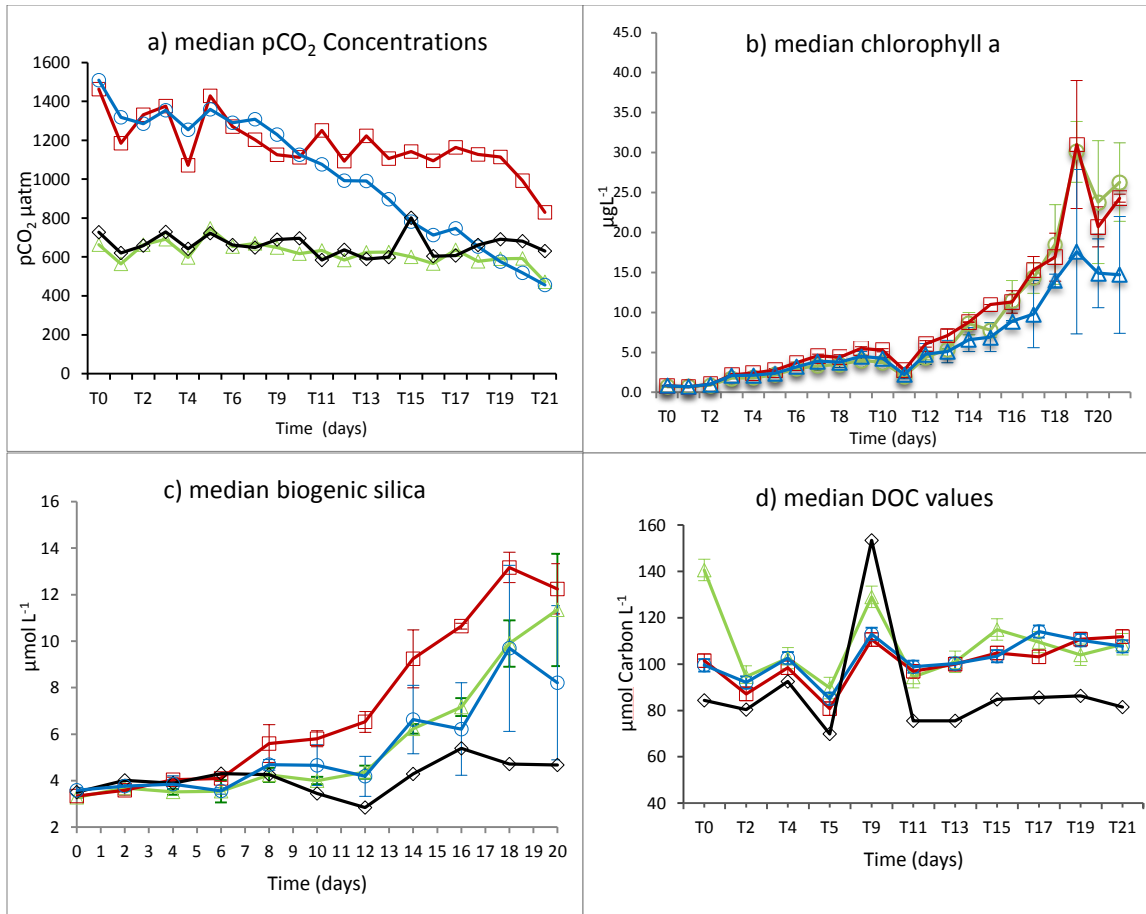 a) median pCO₂ Concentrations
1600
1400
1200
1000
800
600
400
200
0
pCO₂ µatm
T0 T2 T4 T6 T9 T11 T13 T15 T17 T19 T21
Time (days)
b) median chlorophyll a
45.0
40.0
35.0
30.0
25.0
20.0
15.0
10.0
5.0
0.0
µgL⁻¹
T0 T2 T4 T6 T8 T10 T12 T14 T16 T18 T20
Time (days)
c) median biogenic silica
16
14
12
10
8
6
4
2
µmol L⁻¹
0 1 2 3 4 5 6 7 8 9 10 11 12 13 14 15 16 17 18 19 20
Time (days)
d) median DOC values
160
140
120
100
80
60
40
µmol Carbon L⁻¹
T0 T2 T4 T5 T9 T11 T13 T15 T17 T19 T21
Time (days)